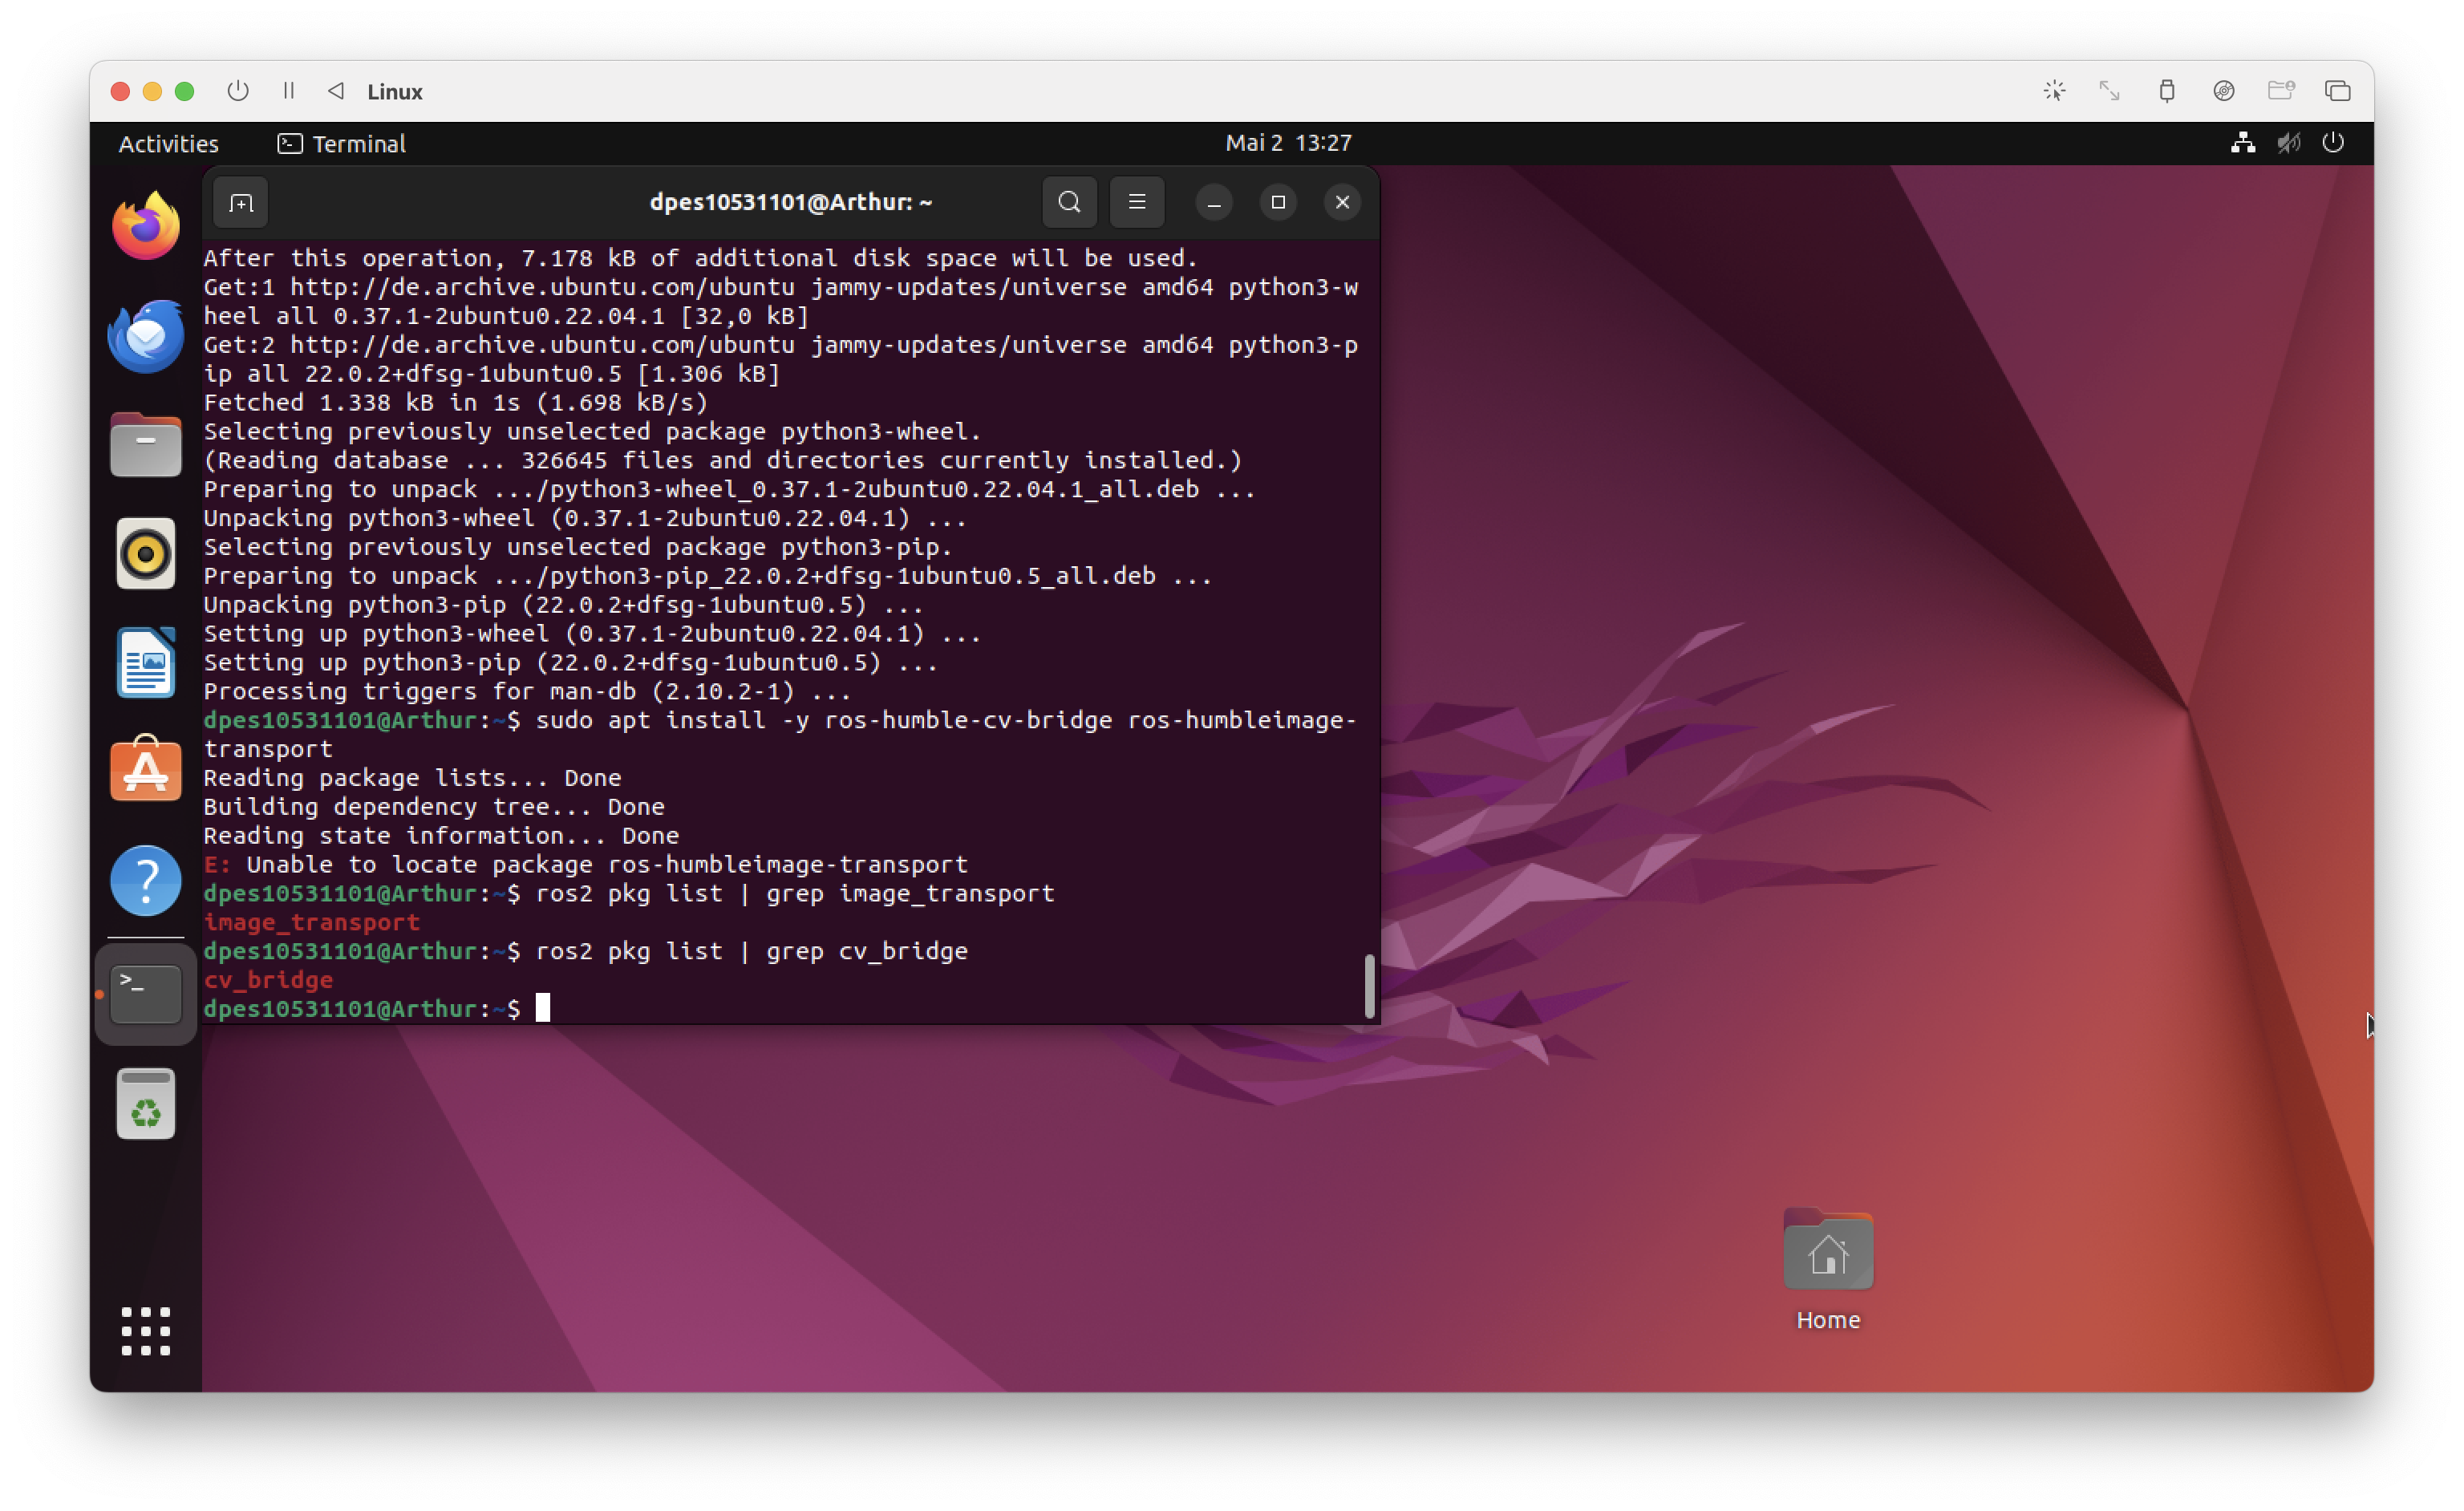 Linux
Activities
Terminal
Mai 2 13:27
dpes10531101@Arthur: ~
After this operation, 7.178 kB of additional disk space will be used.
Get:1 http://de.archive.ubuntu.com/ubuntu jammy-updates/universe amd64 python3-w
heel all 0.37.1-2ubuntu0.22.04.1 [32,0 kB]
Get:2 http://de.archive.ubuntu.com/ubuntu jammy-updates/universe amd64 python3-p
ip all 22.0.2+dfsg-1ubuntu0.5 [1.306 kB]
Fetched 1.338 kB in 1s (1.698 kB/s)
Selecting previously unselected package python3-wheel.
(Reading database ... 326645 files and directories currently installed.)
Preparing to unpack .../python3-wheel_0.37.1-2ubuntu0.22.04.1_all.deb ...
Unpacking python3-wheel (0.37.1-2ubuntu0.22.04.1) ...
Selecting previously unselected package python3-pip.
Preparing to unpack .../python3-pip_22.0.2+dfsg-1ubuntu0.5_all.deb ...
Unpacking python3-pip (22.0.2+dfsg-1ubuntu0.5) ...
Setting up python3-wheel (0.37.1-2ubuntu0.22.04.1) ...
Setting up python3-pip (22.0.2+dfsg-1ubuntu0.5) ...
Processing triggers for man-db (2.10.2-1) ...
dpes10531101@Arthur:~$ sudo apt install -y ros-humble-cv-bridge ros-humbleimage-
transport
Reading package lists... Done
Building dependency tree... Done
Reading state information... Done
E: Unable to locate package ros-humbleimage-transport
dpes10531101@Arthur:~$ ros2 pkg list | grep image_transport
image_transport
dpes10531101@Arthur:~$ ros2 pkg list | grep cv_bridge
cv_bridge
dpes10531101@Arthur:~$
Home